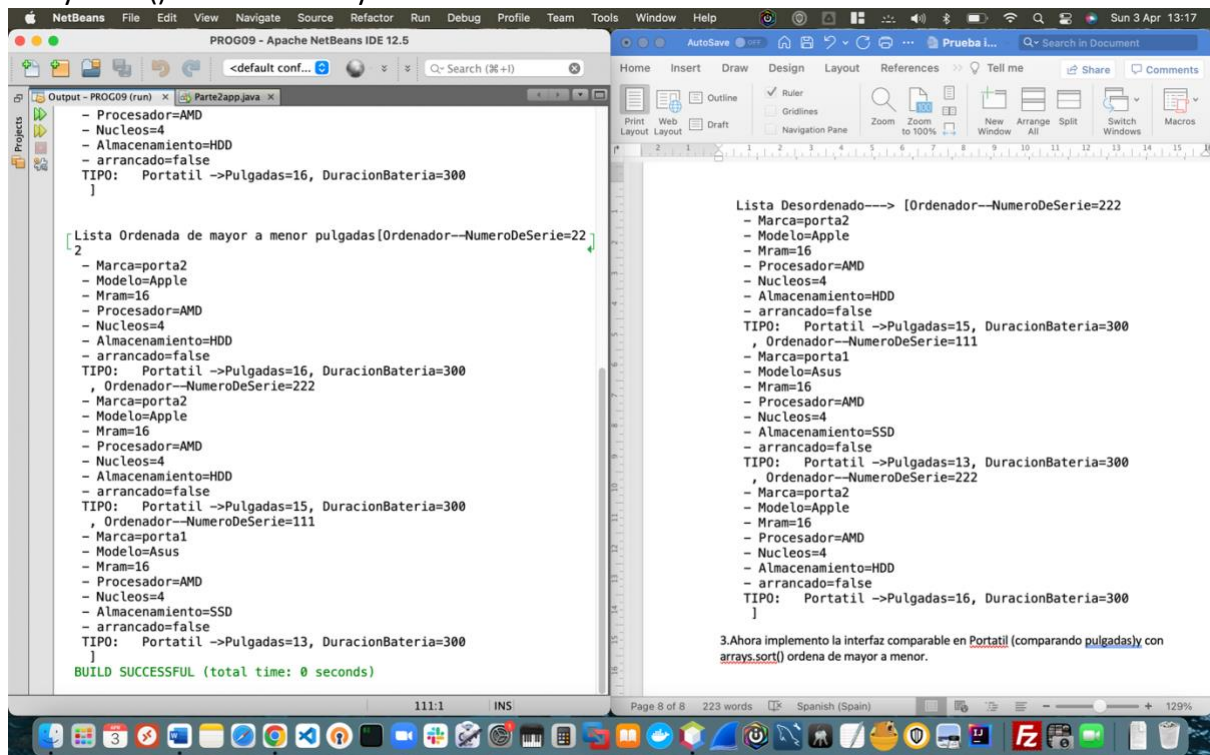 NetBeans File Edit View Navigate Source Refactor Run Debug Profile Team Tools Window Help Sun 3 Apr 13:17
PROG09 - Apache NetBeans IDE 12.5
<default conf...
Search (⌘+I)
Output - PROG09 (run) × Parte2app.java ×
Projects
- Procesador=AMD
- Nucleos=4
- Almacenamiento=HDD
- arrancado=false
TIPO: Portatil ->Pulgadas=16, DuracionBateria=300
]
Lista Ordenada de mayor a menor pulgadas[Ordenador--NumeroDeSerie=22
2
- Marca=porta2
- Modelo=Apple
- Mram=16
- Procesador=AMD
- Nucleos=4
- Almacenamiento=HDD
- arrancado=false
TIPO: Portatil ->Pulgadas=16, DuracionBateria=300
, Ordenador--NumeroDeSerie=222
- Marca=porta2
- Modelo=Apple
- Mram=16
- Procesador=AMD
- Nucleos=4
- Almacenamiento=HDD
- arrancado=false
TIPO: Portatil ->Pulgadas=15, DuracionBateria=300
, Ordenador--NumeroDeSerie=111
- Marca=porta1
- Modelo=Asus
- Mram=16
- Procesador=AMD
- Nucleos=4
- Almacenamiento=SSD
- arrancado=false
TIPO: Portatil ->Pulgadas=13, DuracionBateria=300
]
BUILD SUCCESSFUL (total time: 0 seconds)
111:1 INS
AutoSave OFF Prueba i... Search in Document
Home Insert Draw Design Layout References >> Tell me Share Comments
Print Layout
Web Layout
Outline
Draft
Ruler
Gridlines
Navigation Pane
Zoom
Zoom to 100%
New Window
Arrange All
Split
Switch Windows
Macros
Lista Desordenado---> [Ordenador--NumeroDeSerie=222
- Marca=porta2
- Modelo=Apple
- Mram=16
- Procesador=AMD
- Nucleos=4
- Almacenamiento=HDD
- arrancado=false
TIPO: Portatil ->Pulgadas=15, DuracionBateria=300
, Ordenador--NumeroDeSerie=111
- Marca=porta1
- Modelo=Asus
- Mram=16
- Procesador=AMD
- Nucleos=4
- Almacenamiento=SSD
- arrancado=false
TIPO: Portatil ->Pulgadas=13, DuracionBateria=300
, Ordenador--NumeroDeSerie=222
- Marca=porta2
- Modelo=Apple
- Mram=16
- Procesador=AMD
- Nucleos=4
- Almacenamiento=HDD
- arrancado=false
TIPO: Portatil ->Pulgadas=16, DuracionBateria=300
]
3.Ahora implemento la interfaz comparable en Portatil (comparando pulgadas)y con
arrays.sort() ordena de mayor a menor.
Page 8 of 8 223 words Spanish (Spain) Focus 129%